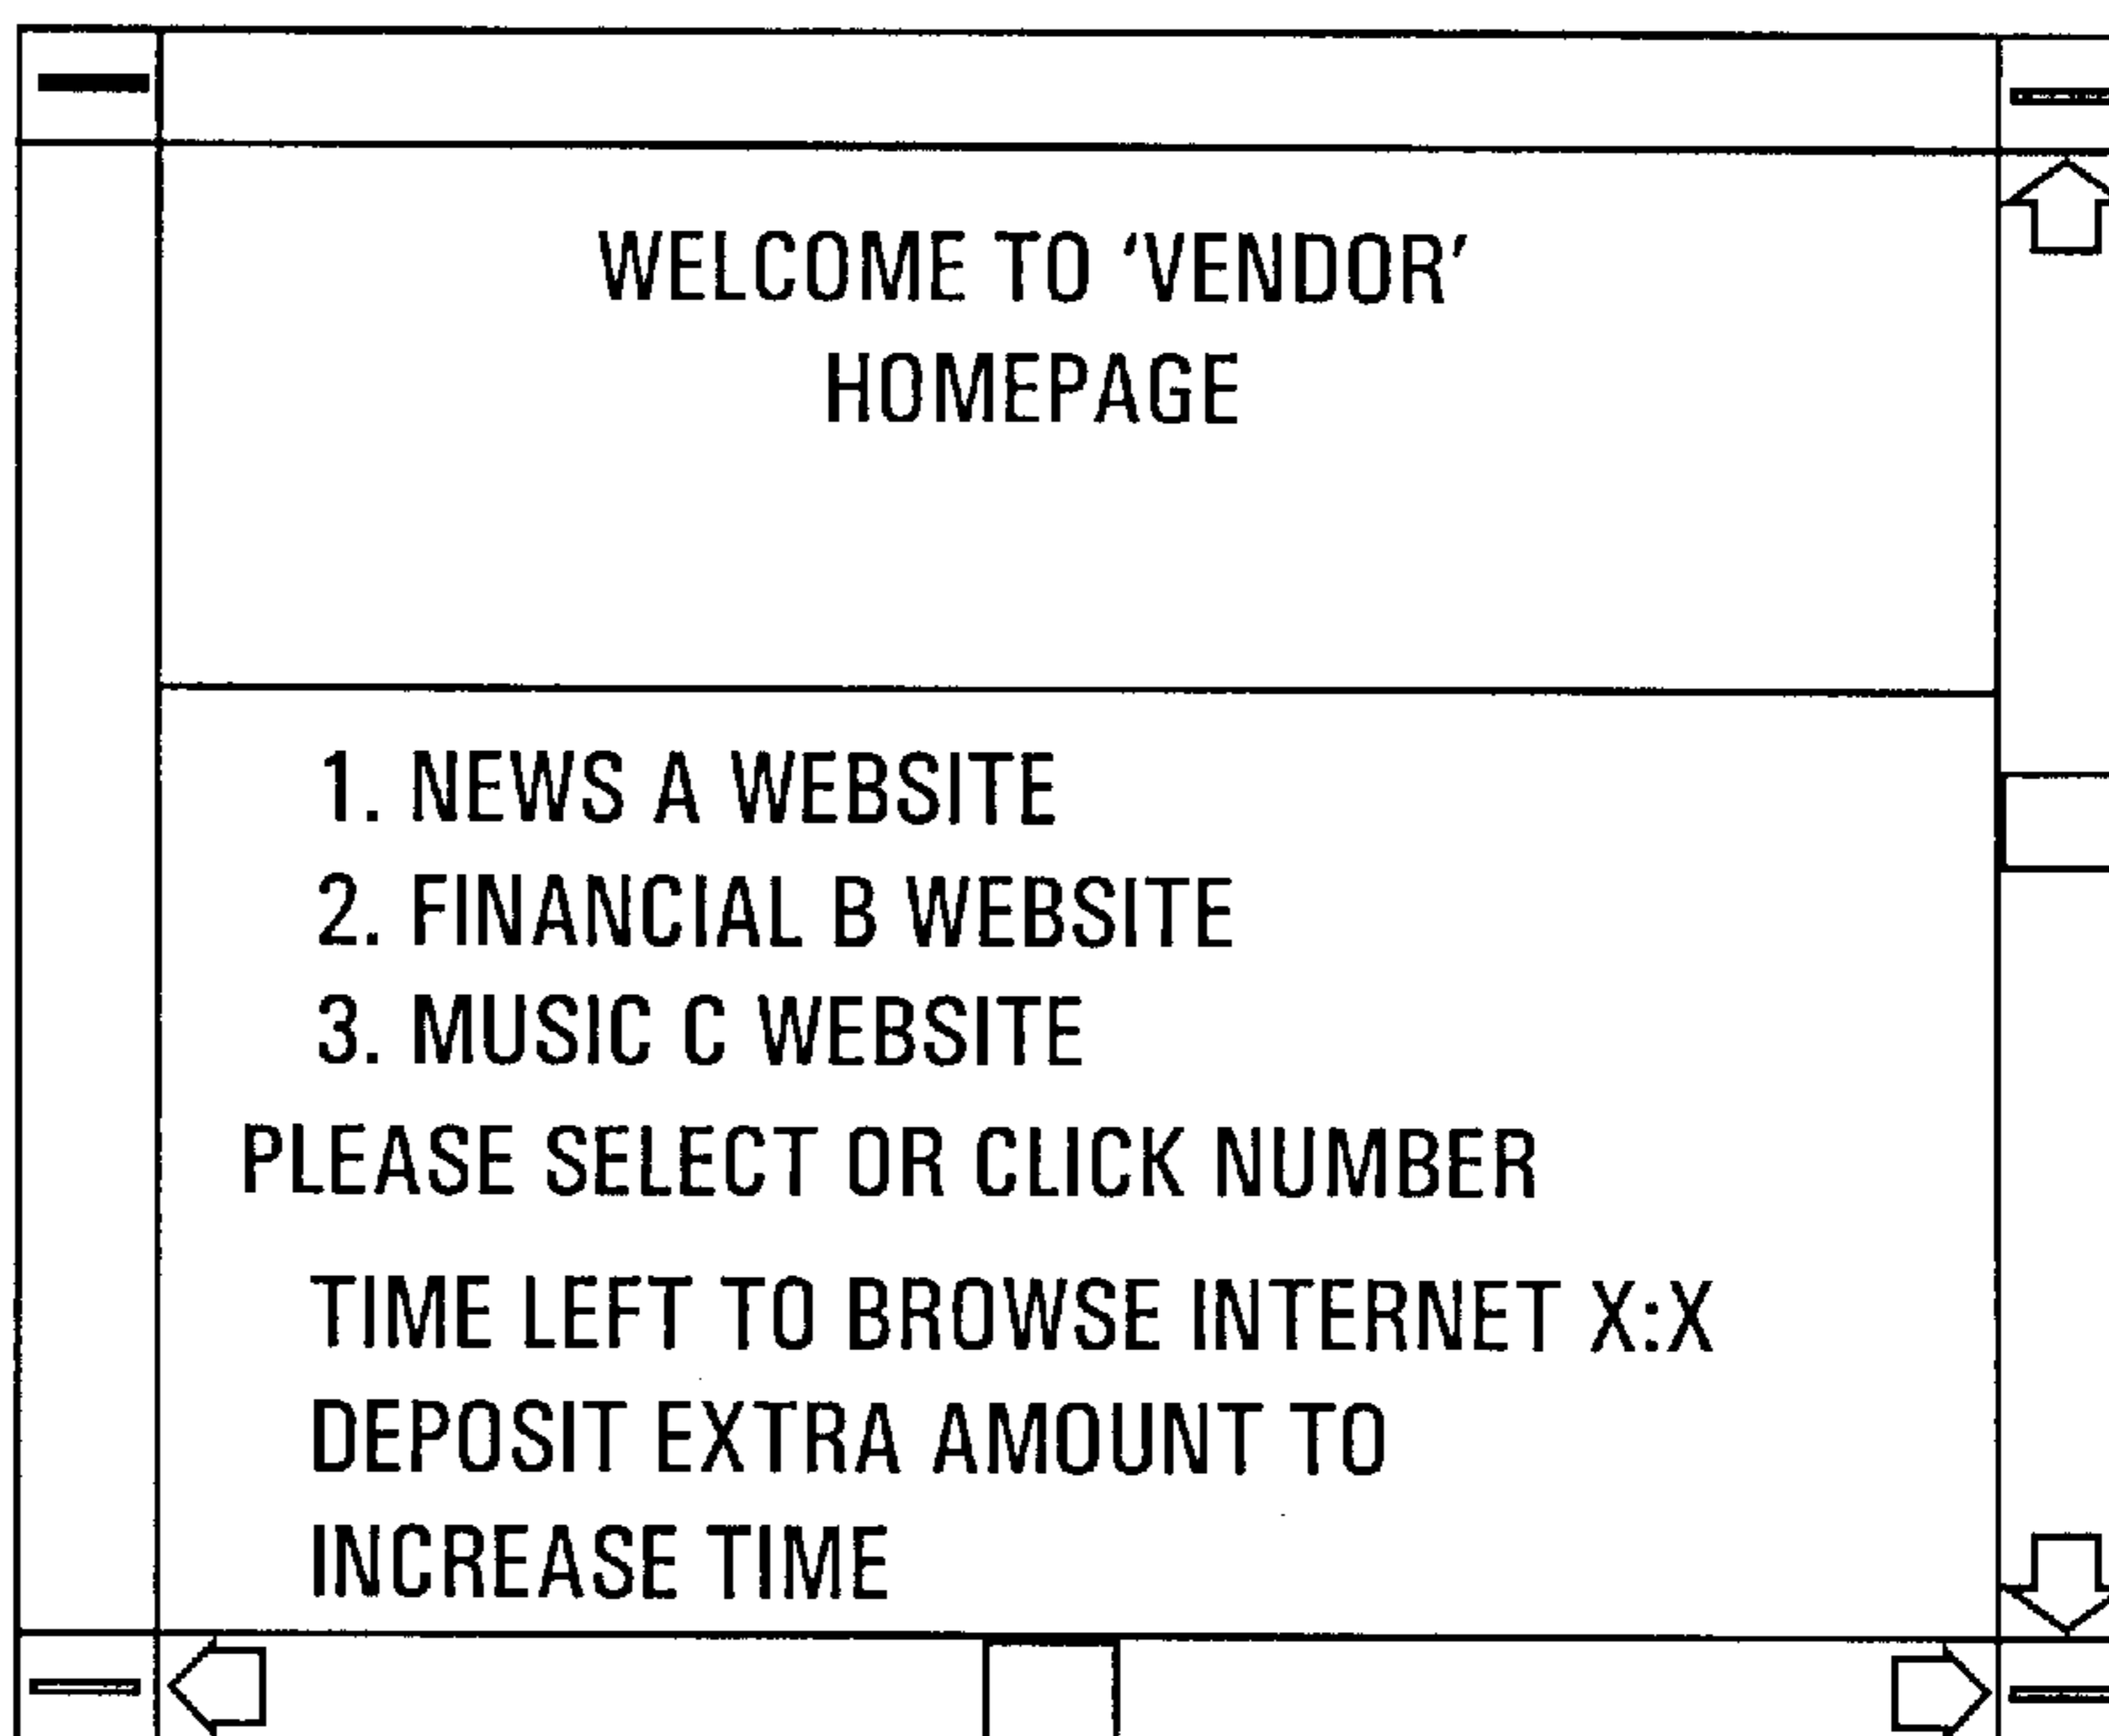 WELCOME TO ‘VENDOR’
HOMEPAGE
1. NEWS A WEBSITE
2. FINANCIAL B WEBSITE
3. MUSIC C WEBSITE
PLEASE SELECT OR CLICK NUMBER
TIME LEFT TO BROWSE INTERNET X:X
DEPOSIT EXTRA AMOUNT TO
INCREASE TIME